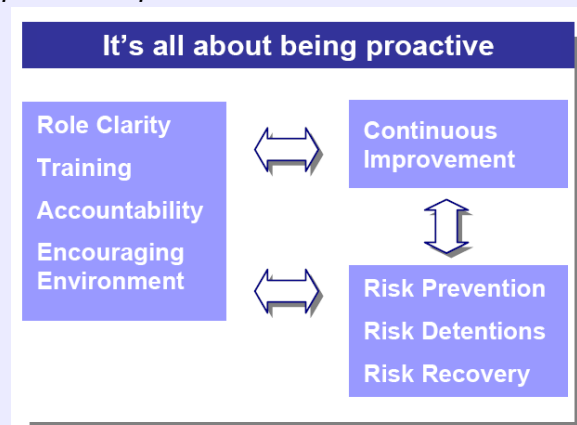 It's all about being proactive
Role Clarity
Training
Accountability
Encouraging
Environment
Continuous
Improvement
Risk Prevention
Risk Detentions
Risk Recovery